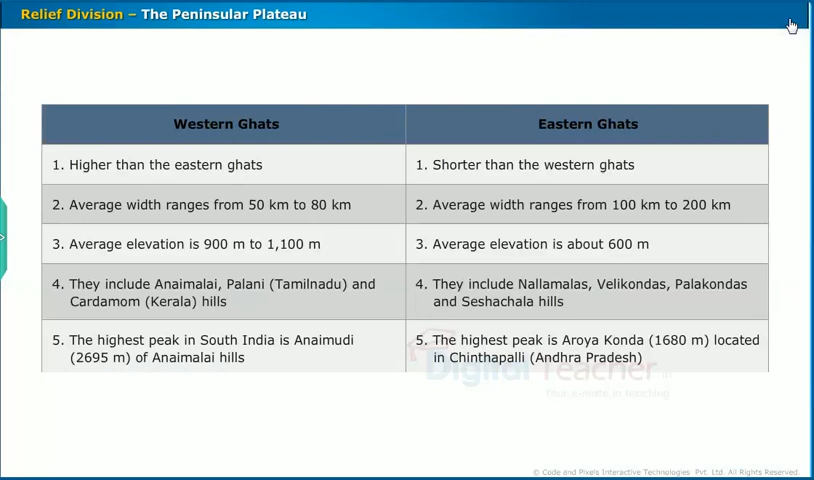 Relief Division – The Peninsular Plateau
Western Ghats
Eastern Ghats
1. Higher than the eastern ghats
1. Shorter than the western ghats
2. Average width ranges from 50 km to 80 km
2. Average width ranges from 100 km to 200 km
3. Average elevation is 900 m to 1,100 m
3. Average elevation is about 600 m
4. They include Anaimalai, Palani (Tamilnadu) and
Cardamom (Kerala) hills
4. They include Nallamalas, Velikondas, Palakondas
and Seshachala hills
5. The highest peak in South India is Anaimudi
(2695 m) of Anaimalai hills
5. The highest peak is Aroya Konda (1680 m) located
in Chinthapalli (Andhra Pradesh)
Digital Teacher.in
Your e-mate in teaching
© Code and Pixels Interactive Technologies Pvt. Ltd. All Rights Reserved.